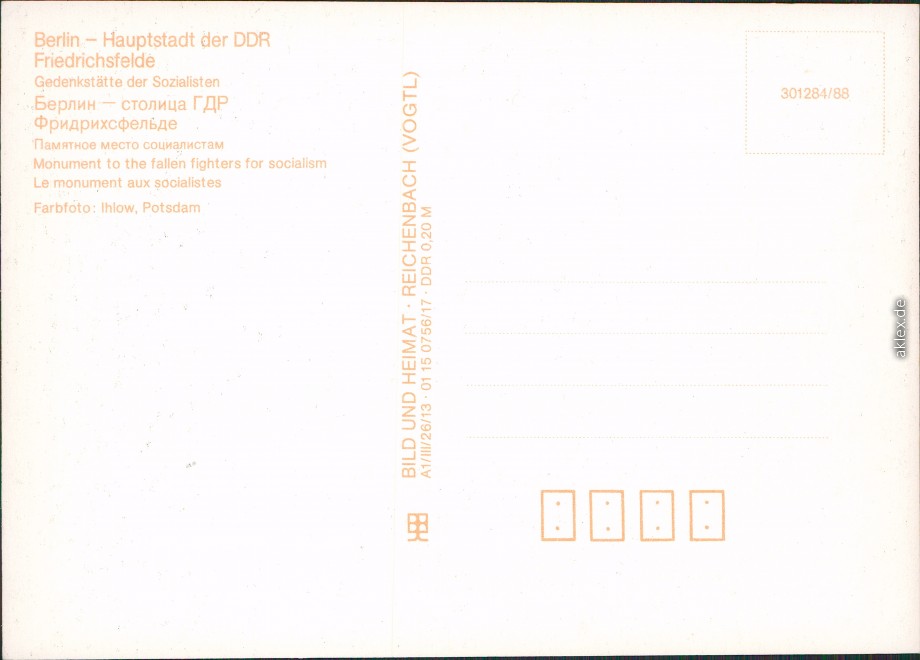 Berlin – Hauptstadt der DDR
Friedrichsfelde
Gedenkstätte der Sozialisten
Берлин – столица ГДР
Фридрихсфельде
Памятное место социалистам
Monument to the fallen fighters for socialism
Le monument aux socialistes
Farbfoto: Ihlow, Potsdam
BILD UND HEIMAT · REICHENBACH (VOGTL)
A1/III/26/13 · 01 15 0756/17 · DDR 0,20 M
301284/88
aklex.de